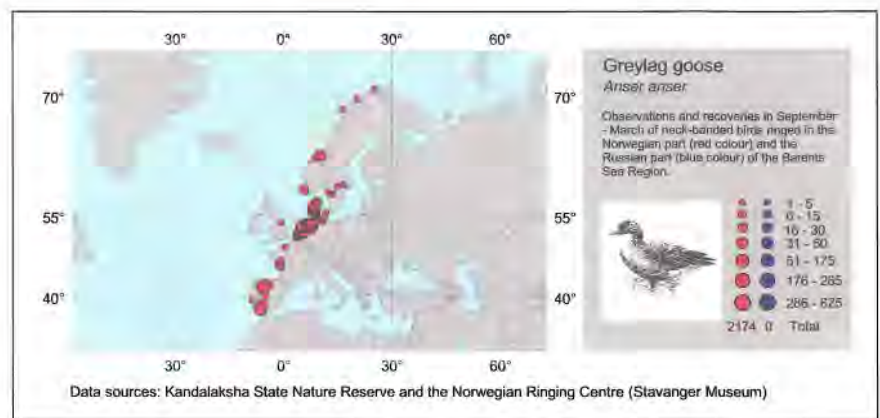 30° 0° 30° 60°
70° 70°
55° 55°
40° 40°
30° 0° 30° 60°
Greylag goose
Anser anser
Observations and recoveries in September
- March of neck-banded birds ringed in the
Norwegian part (red colour) and the
Russian part (blue colour) of the Barents
Sea Region.
1 - 5
6 - 15
16 - 30
31 - 50
51 - 175
176 - 285
286 - 625
2174 0 Total
Data sources: Kandalaksha State Nature Reserve and the Norwegian Ringing Centre (Stavanger Museum)